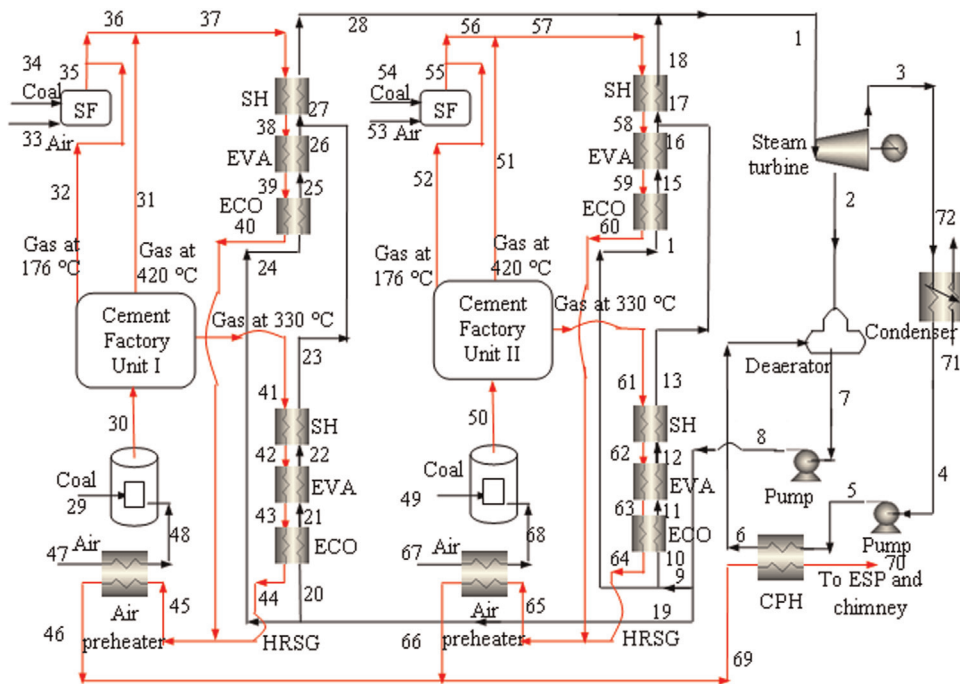 36
37
28
56
57
1
34
35
54
55
18
3
Coal
SF
SH
27
Coal
SF
SH
17
33
Air
38
26
53
Air
58
16
Steam
turbine
EVA
EVA
32
31
39
25
52
51
59
15
2
ECO
40
ECO
60
72
Gas at
176 °C
Gas at
420 °C
24
Gas at
176 °C
Gas at
420 °C
1
Cement
Factory
Unit I
Gas at 330 °C
Cement
Factory
Unit II
Gas at 330 °C
Condenser
23
Deaerator
71
41
61
13
7
30
SH
50
SH
8
42
22
62
12
4
Coal
29
EVA
Coal
49
EVA
Pump
43
21
63
11
5
48
68
47
Air
ECO
67
Air
ECO
6
Pump
64
10
9
70
To ESP and
chimney
44
20
45
65
19
CPH
46
Air
preheater
HRSG
66
Air
preheater
HRSG
69